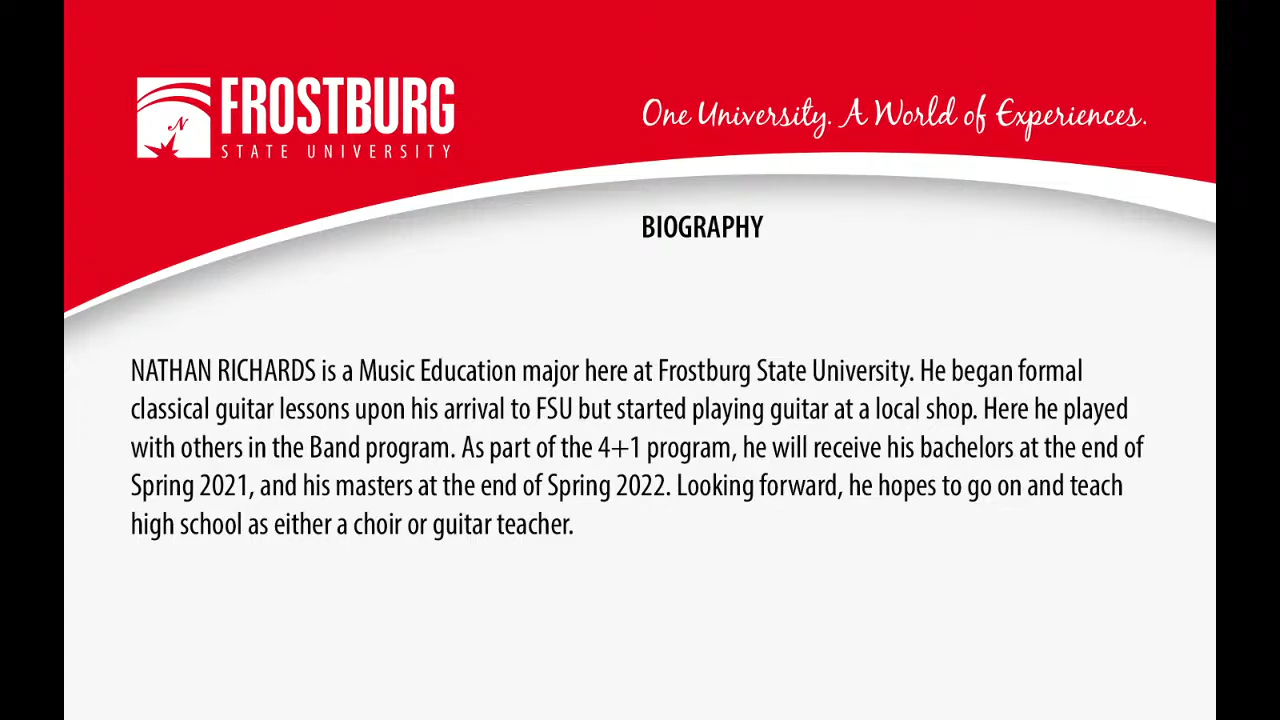 FROSTBURG
STATE UNIVERSITY
N
One University. A World of Experiences.
BIOGRAPHY
NATHAN RICHARDS is a Music Education major here at Frostburg State University. He began formal
classical guitar lessons upon his arrival to FSU but started playing guitar at a local shop. Here he played
with others in the Band program. As part of the 4+1 program, he will receive his bachelors at the end of
Spring 2021, and his masters at the end of Spring 2022. Looking forward, he hopes to go on and teach
high school as either a choir or guitar teacher.